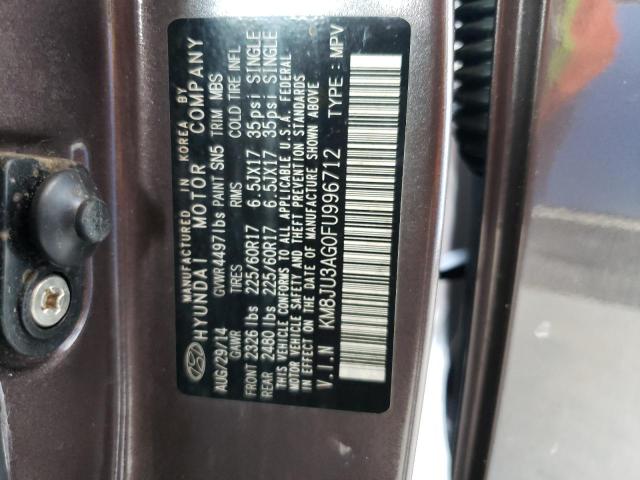 MANUFACTURED IN KOREA BY
HYUNDAI MOTOR COMPANY
AUG/29/14 GVWR 4497 lbs PAINT SN5 TRIM MBS
GAWR TIRES RIMS COLD TIRE INFL
FRONT 2326 lbs 225/60R17 6.5JX17 35psi SINGLE
REAR 2480 lbs 225/60R17 6.5JX17 35psi SINGLE
THIS VEHICLE CONFORMS TO ALL APPLICABLE U.S.A. FEDERAL
MOTOR VEHICLE SAFETY AND THEFT PREVENTION STANDARDS
IN EFFECT ON THE DATE OF MANUFACTURE SHOWN ABOVE
V.I.N KM8JU3AG0FU996712 TYPE : MPV